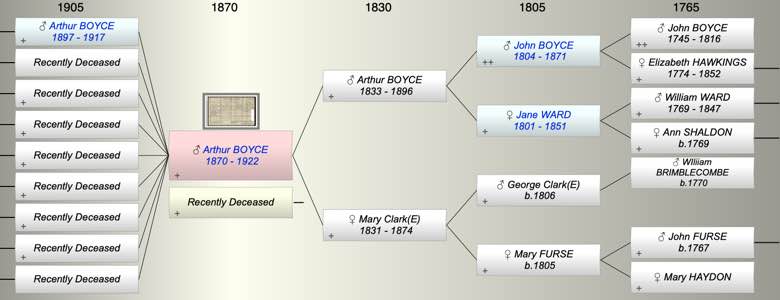 1905
1870
1830
1805
1765
♂ Arthur BOYCE
1897 - 1917
+
Recently Deceased
Recently Deceased
+
Recently Deceased
+
Recently Deceased
+
Recently Deceased
+
Recently Deceased
+
Recently Deceased
+
Recently Deceased
♂ Arthur BOYCE
1870 - 1922
+
Recently Deceased
+
♂ Arthur BOYCE
1833 - 1896
+
♀ Mary Clark(E)
1831 - 1874
+
♂ John BOYCE
1804 - 1871
++
♀ Jane WARD
1801 - 1851
+
♂ George Clark(E)
b.1806
+
♀ Mary FURSE
b.1805
+
♂ John BOYCE
1745 - 1816
++
♀ Elizabeth HAWKINGS
1774 - 1852
+
♂ William WARD
1769 - 1847
+
♀ Ann SHALDON
b.1769
+
♂ WIliam
BRIMBLECOMBE
b.1770
♂ John FURSE
b.1767
+
♀ Mary HAYDON
+